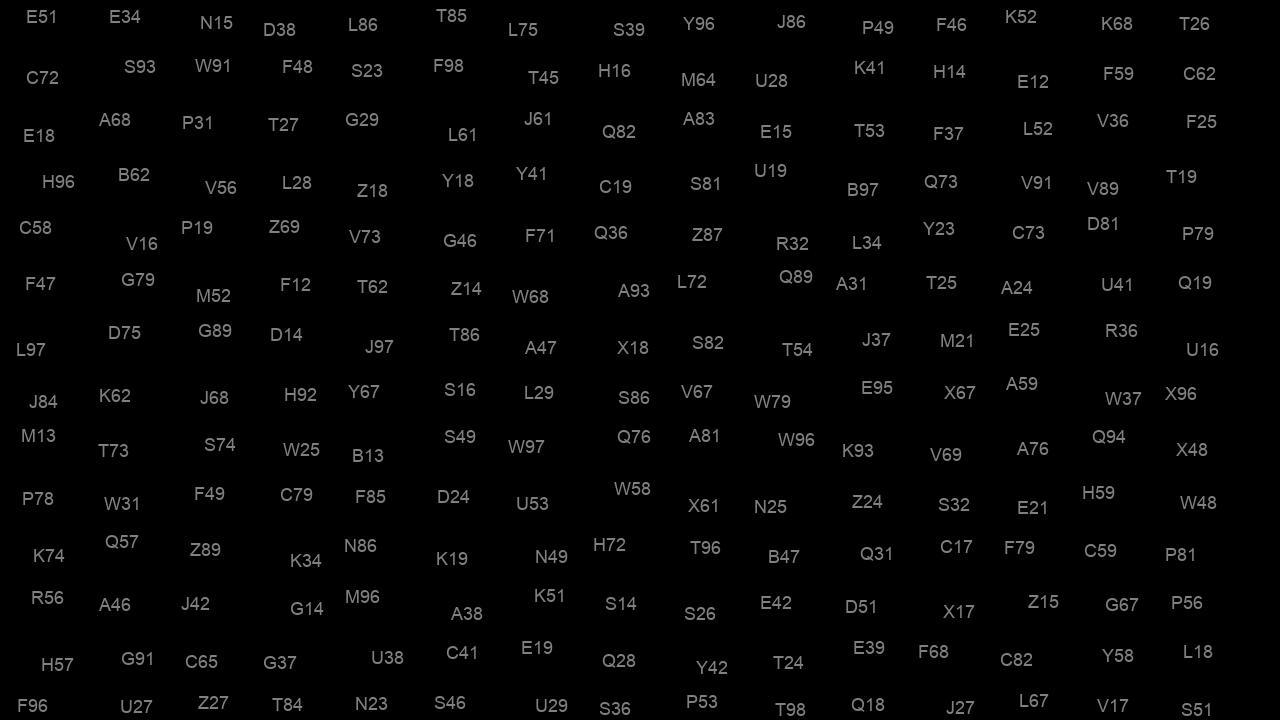 E51 E34 N15 D38 L86 T85 L75 S39 Y96 J86 P49 F46 K52 K68 T26
C72 S93 W91 F48 S23 F98 T45 H16 M64 U28 K41 H14 E12 F59 C62
E18 A68 P31 T27 G29 L61 J61 Q82 A83 E15 T53 F37 L52 V36 F25
H96 B62 V56 L28 Z18 Y18 Y41 C19 S81 U19 B97 Q73 V91 V89 T19
C58 V16 P19 Z69 V73 G46 F71 Q36 Z87 R32 L34 Y23 C73 D81 P79
F47 G79 M52 F12 T62 Z14 W68 A93 L72 Q89 A31 T25 A24 U41 Q19
L97 D75 G89 D14 J97 T86 A47 X18 S82 T54 J37 M21 E25 R36 U16
J84 K62 J68 H92 Y67 S16 L29 S86 V67 W79 E95 X67 A59 W37 X96
M13 T73 S74 W25 B13 S49 W97 Q76 A81 W96 K93 V69 A76 Q94 X48
P78 W31 F49 C79 F85 D24 U53 W58 X61 N25 Z24 S32 E21 H59 W48
K74 Q57 Z89 K34 N86 K19 N49 H72 T96 B47 Q31 C17 F79 C59 P81
R56 A46 J42 G14 M96 A38 K51 S14 S26 E42 D51 X17 Z15 G67 P56
H57 G91 C65 G37 U38 C41 E19 Q28 Y42 T24 E39 F68 C82 Y58 L18
F96 U27 Z27 T84 N23 S46 U29 S36 P53 T98 Q18 J27 L67 V17 S51